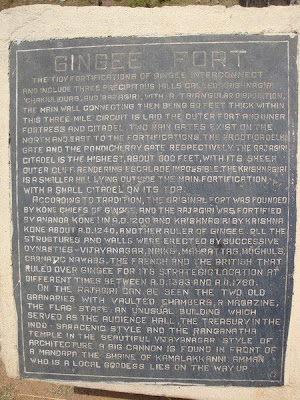 GINGEE FORT
THE TIDY FORTIFICATIONS OF GINGEE INTERCONNECT
AND INCLUDE THREE PRECIPITOUS HILLS CALLED KRISHNAGIRI
CHAKKILIDURG, AND RAJAGIRI, WITH A TRIANGULAR DISPOSITION,
THE MAIN WALL CONNECTING THEN BEING 60 FEET THICK WITHIN
THIS THREE MILE CIRCUIT IS LAID THE OUTER FORT AND INNER
FORTRESS AND CITADEL. TWO MAIN GATES EXIST ON THE
NORTH AND EAST TO THE FORTIFICATIONS THE ARCOT OR DELHI
GATE AND THE PONDICHERRY GATE RESPECTIVELY. THE RAJAGIRI
CITADEL IS THE HIGHEST, ABOUT 800 FEET, WITH ITS SHEER
OUTER CLIFF RENDERING ESCALADE IMPOSSIBLE. THE KRISHNAGIRI
IS A SMALLER HILL LYING OUTSIDE THE MAIN FORTIFICATION,
WITH A SMALL CITADEL ON ITS TOP.
ACCORDING TO TRADITION, THE ORIGINAL FORT WAS FOUNDED
BY KONE CHIEFS OF GINGEE AND THE RAJAGIRI WAS FORTIFIED
BY ANANDA KONE IN A.D. 1200 AND KRISHNAGIRI BY KRISHNA
KONE ABOUT A.D. 1240, ANOTHER RULER OF GINGEE. ALL THE
STRUCTURES AND WALLS WERE ERECTED BY SUCCESSIVE
DYNASTIES - VIJAYANAGAR, NAIKS, MAHRATTAS, MOGHULS,
CARNATIC NAWABS, THE FRENCH AND THE BRITISH THAT
RULED OVER GINGEE FOR ITS STRATEGIC LOCATION AT
DIFFERENT TIMES BETWEEN A.D. 1383 AND A.D. 1780.
ON THE RAJAGIRI CAN BE SEEN THE TWO OLD
GRANARIES WITH VAULTED CHAMBERS, A MAGAZINE,
THE FLAG STAFF, AN UNUSUAL BUILDING WHICH
SERVED AS THE AUDIENCE HALL, THE TREASURY IN THE
INDO - SARACENIC STYLE AND THE RANGANATHA
TEMPLE IN THE BEAUTIFUL VIJAYANAGAR STYLE OF
ARCHITECTURE. A BIG CANNON IS FOUND IN FRONT OF
A MANDAPA THE SHRINE OF KAMALAKKANNI AMMAN
WHO IS A LOCAL GODDESS LIES ON THE WAY UP